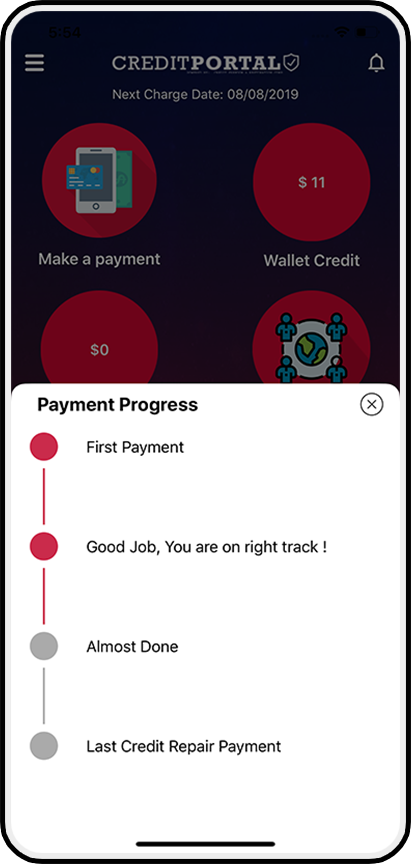 5:54
CREDITPORTAL
Next Charge Date: 08/08/2019
$ 11
Make a payment
Wallet Credit
$0
Payment Progress
First Payment
Good Job, You are on right track !
Almost Done
Last Credit Repair Payment